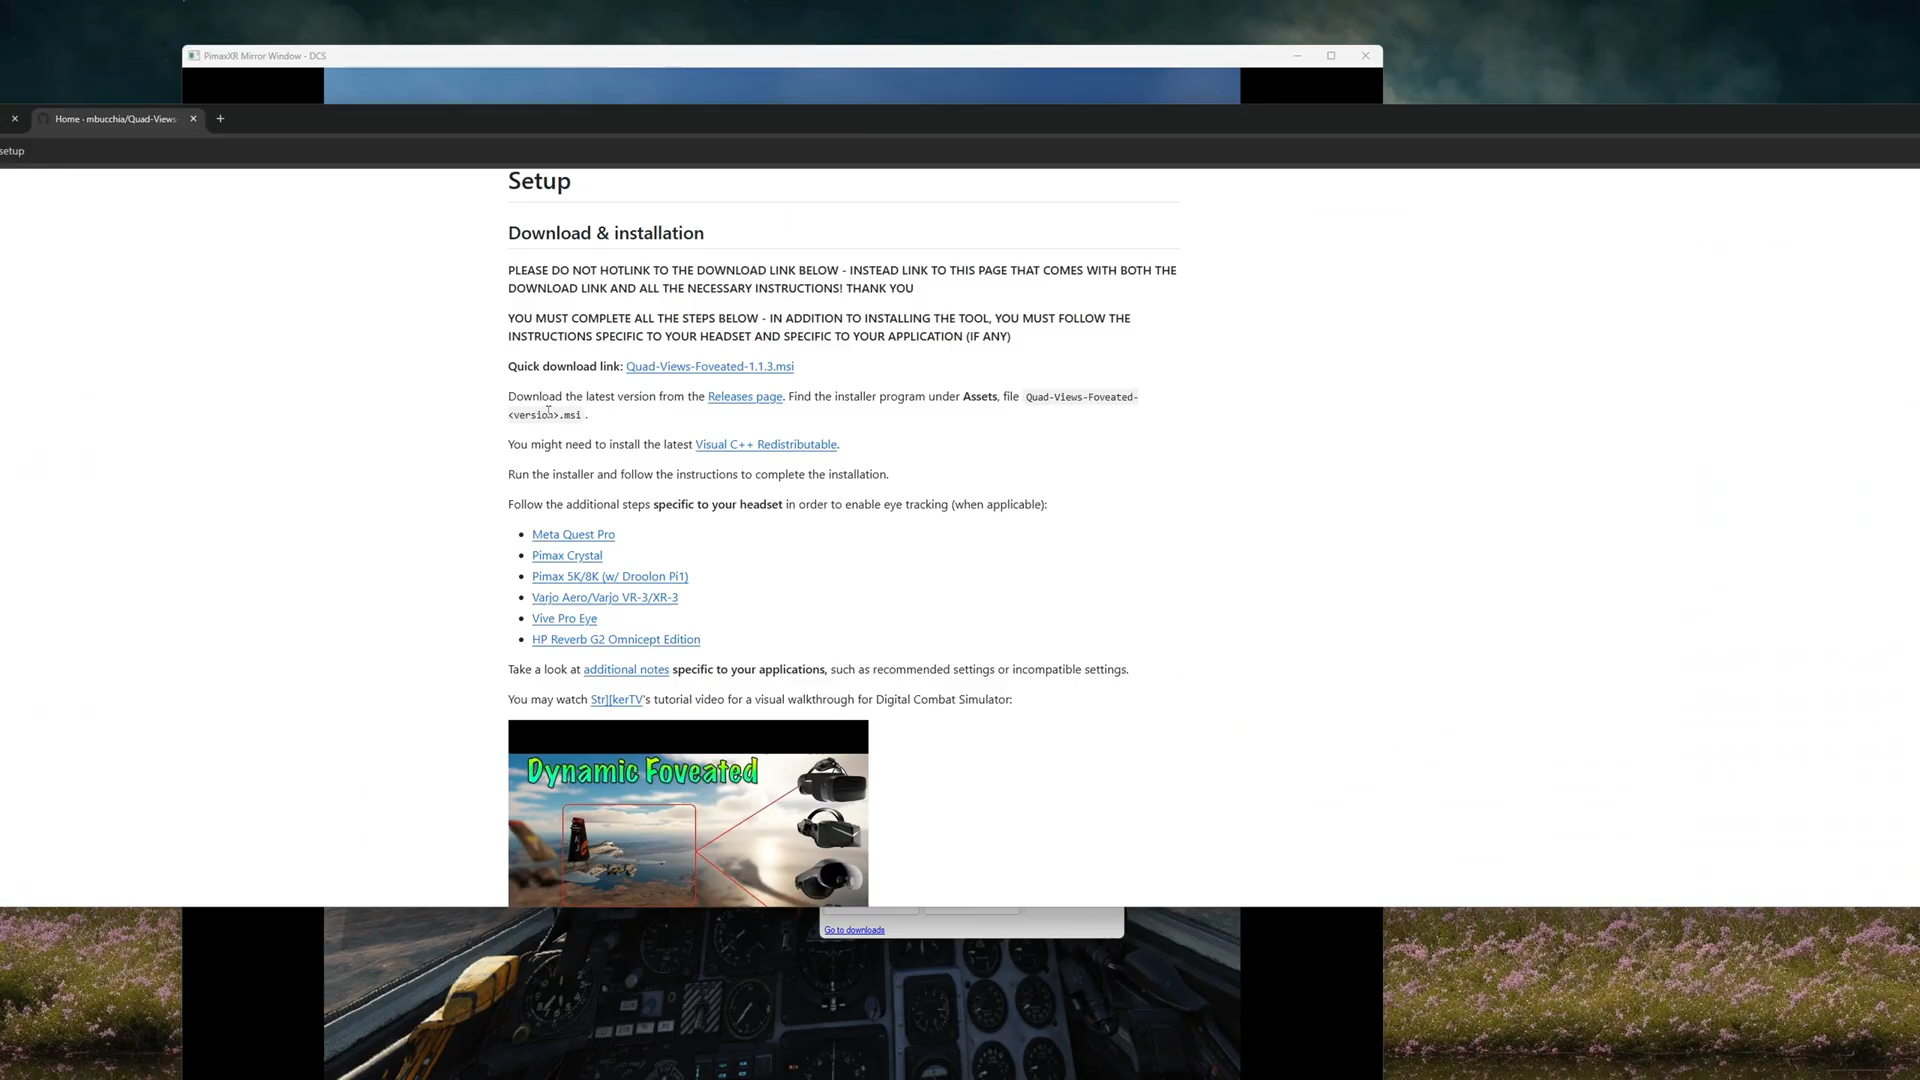 PimaxXR Mirror Window - DCS
Home · mbucchia/Quad-Views-
setup
Setup
Download & installation
PLEASE DO NOT HOTLINK TO THE DOWNLOAD LINK BELOW - INSTEAD LINK TO THIS PAGE THAT COMES WITH BOTH THE
DOWNLOAD LINK AND ALL THE NECESSARY INSTRUCTIONS! THANK YOU
YOU MUST COMPLETE ALL THE STEPS BELOW - IN ADDITION TO INSTALLING THE TOOL, YOU MUST FOLLOW THE
INSTRUCTIONS SPECIFIC TO YOUR HEADSET AND SPECIFIC TO YOUR APPLICATION (IF ANY)
Quick download link: Quad-Views-Foveated-1.1.3.msi
Download the latest version from the Releases page. Find the installer program under Assets, file Quad-Views-Foveated-
<version>.msi .
You might need to install the latest Visual C++ Redistributable.
Run the installer and follow the instructions to complete the installation.
Follow the additional steps specific to your headset in order to enable eye tracking (when applicable):
• Meta Quest Pro
• Pimax Crystal
• Pimax 5K/8K (w/ Droolon Pi1)
• Varjo Aero/Varjo VR-3/XR-3
• Vive Pro Eye
• HP Reverb G2 Omnicept Edition
Take a look at additional notes specific to your applications, such as recommended settings or incompatible settings.
You may watch Str][kerTV's tutorial video for a visual walkthrough for Digital Combat Simulator:
Dynamic Foveated
Go to downloads